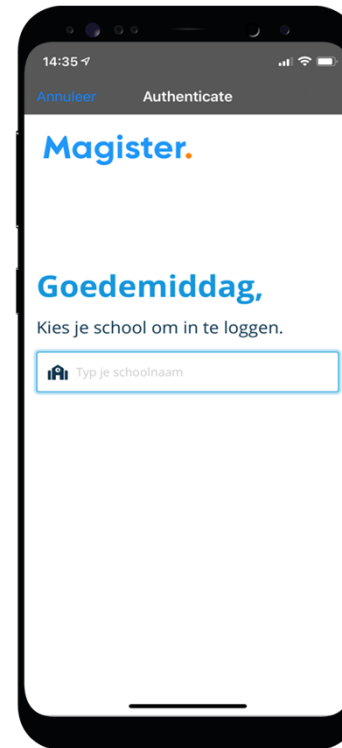 14:35
Annuleer Authenticate
Magister.
Goedemiddag,
Kies je school om in te loggen.
Typ je schoolnaam